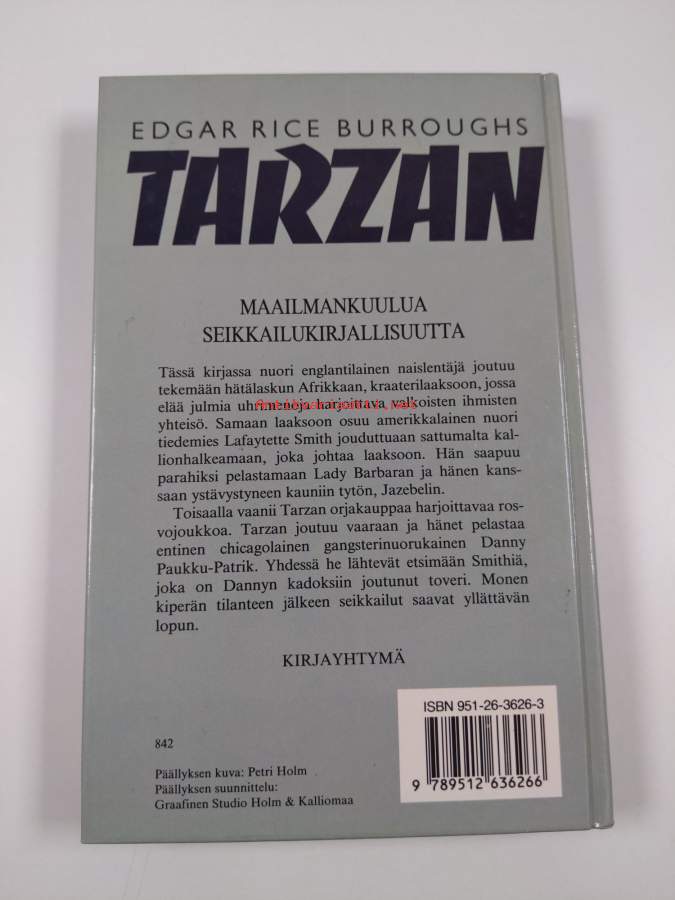 EDGAR RICE BURROUGHS
TARZAN
MAAILMANKUULUA
SEIKKAILUKIRJALLISUUTTA
Tässä kirjassa nuori englantilainen naislentäjä joutuu
tekemään hätälaskun Afrikkaan, kraaterilaaksoon, jossa
elää julmia uhrimenoja harjoittava valkoisten ihmisten
yhteisö. Samaan laaksoon osuu amerikkalainen nuori
tiedemies Lafaytette Smith jouduttuaan sattumalta kal-
lionhalkeamaan, joka johtaa laaksoon. Hän saapuu
parahiksi pelastamaan Lady Barbaran ja hänen kans-
saan ystävystyneen kauniin tytön, Jazebelin.
Toisaalla vaanii Tarzan orjakauppaa harjoittavaa ros-
vojoukkoa. Tarzan joutuu vaaraan ja hänet pelastaa
entinen chicagolainen gangsterinuorukainen Danny
Paukku-Patrik. Yhdessä he lähtevät etsimään Smithiä,
joka on Dannyn kadoksiin joutunut toveri. Monen
kiperän tilanteen jälkeen seikkailut saavat yllättävän
lopun.
KIRJAYHTYMÄ
ISBN 951-26-3626-3
9 789512 636266
842
Päällyksen kuva: Petri Holm
Päällyksen suunnittelu:
Graafinen Studio Holm & Kalliomaa